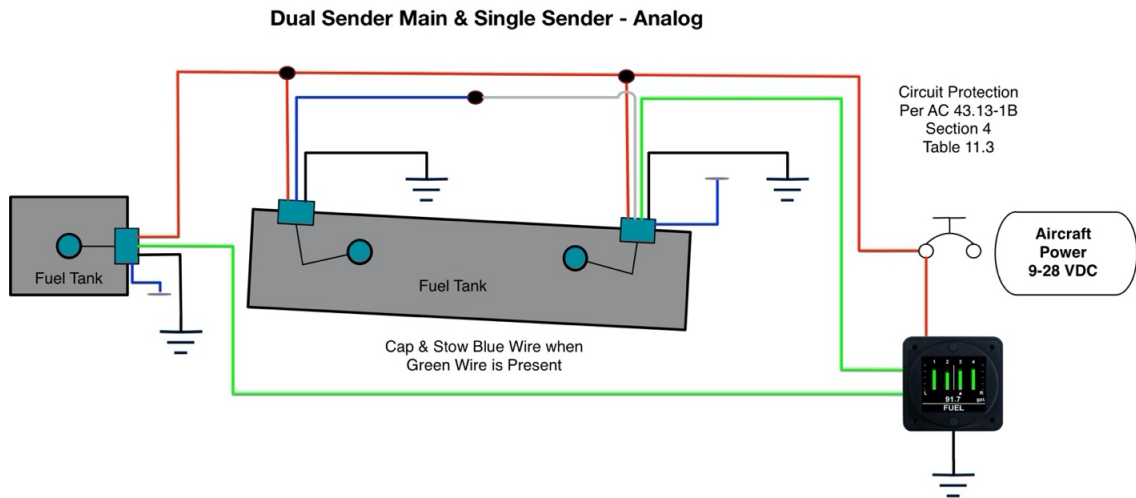 Dual Sender Main & Single Sender - Analog
Circuit Protection
Per AC 43.13-1B
Section 4
Table 11.3
Aircraft
Power
9-28 VDC
Fuel Tank
Fuel Tank
Cap & Stow Blue Wire when
Green Wire is Present
1 2 3 4
L R
91.7 gal
FUEL